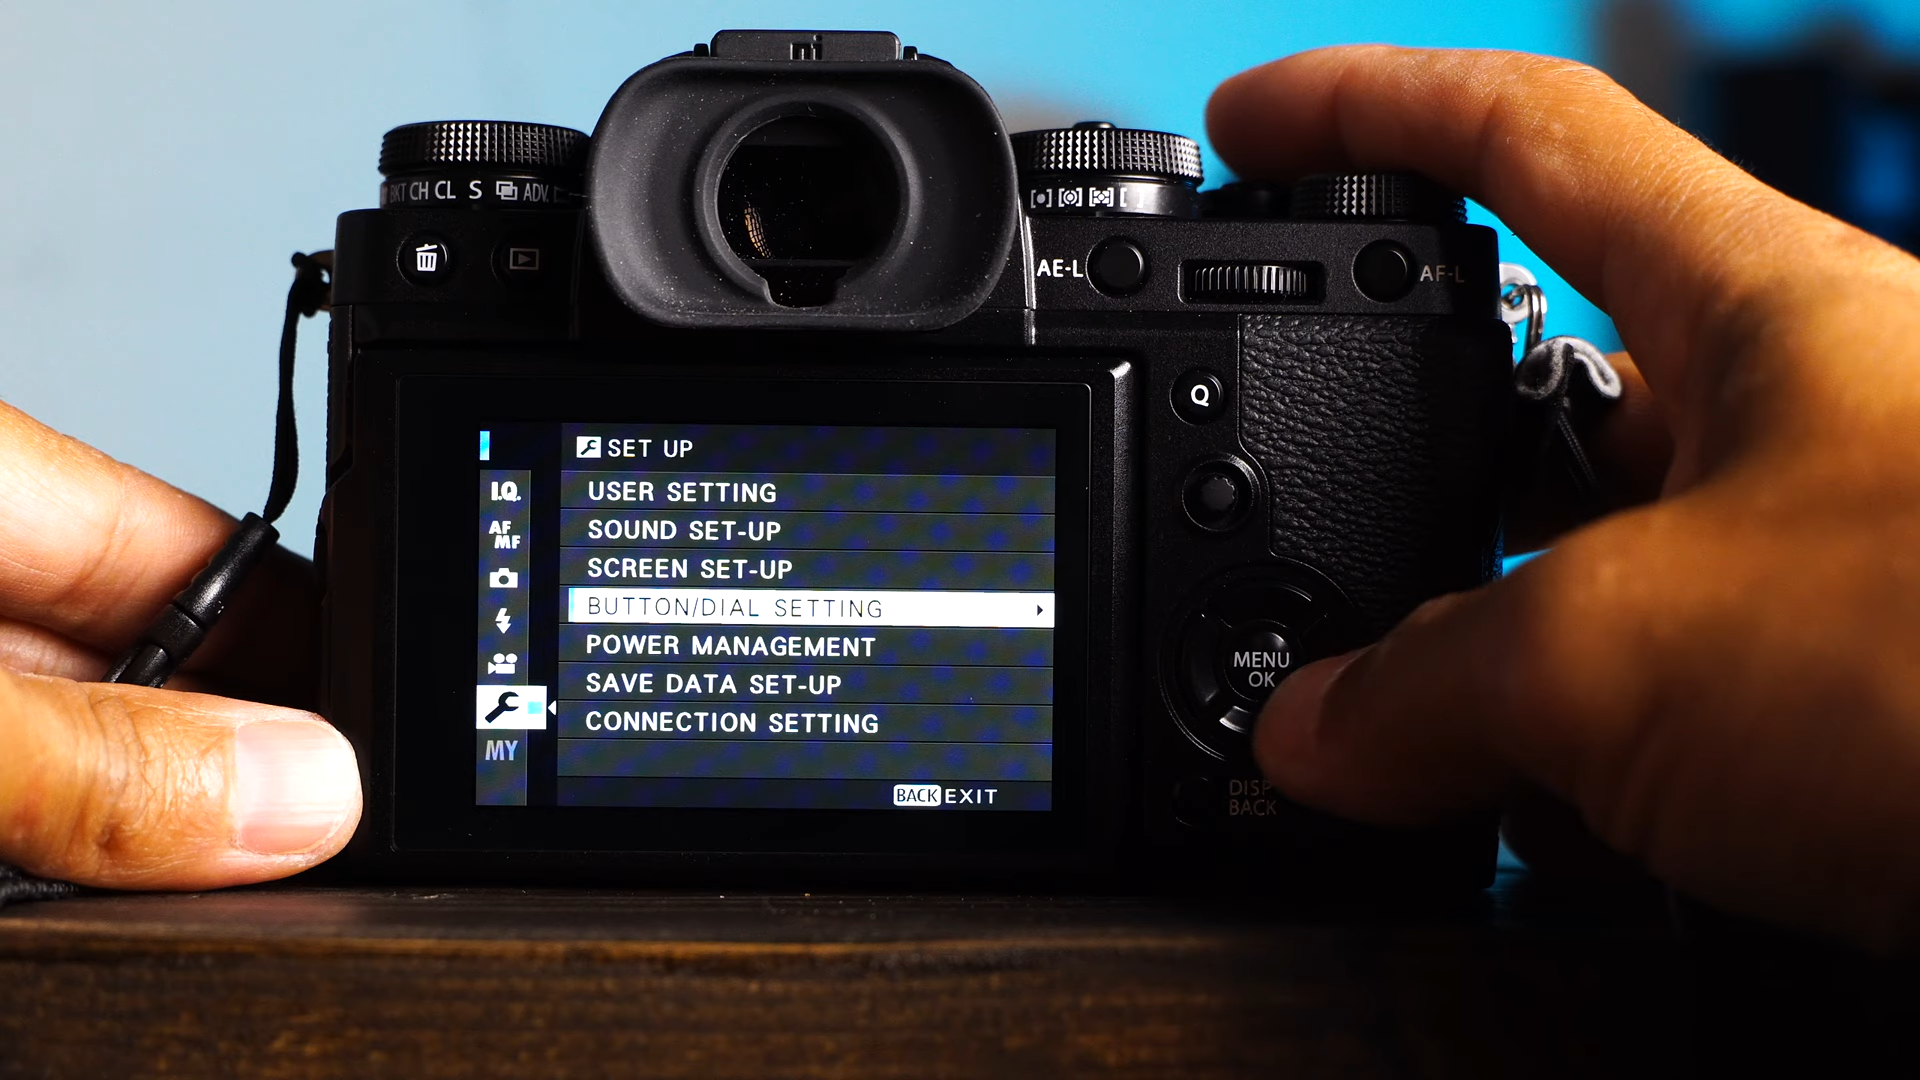 BKT CH CL S ADV.
AE-L
AF-L
Q
SET UP
I.Q.
USER SETTING
AF
MF
SOUND SET-UP
SCREEN SET-UP
BUTTON/DIAL SETTING
POWER MANAGEMENT
SAVE DATA SET-UP
CONNECTION SETTING
MY
BACK EXIT
MENU
OK
DISP
BACK